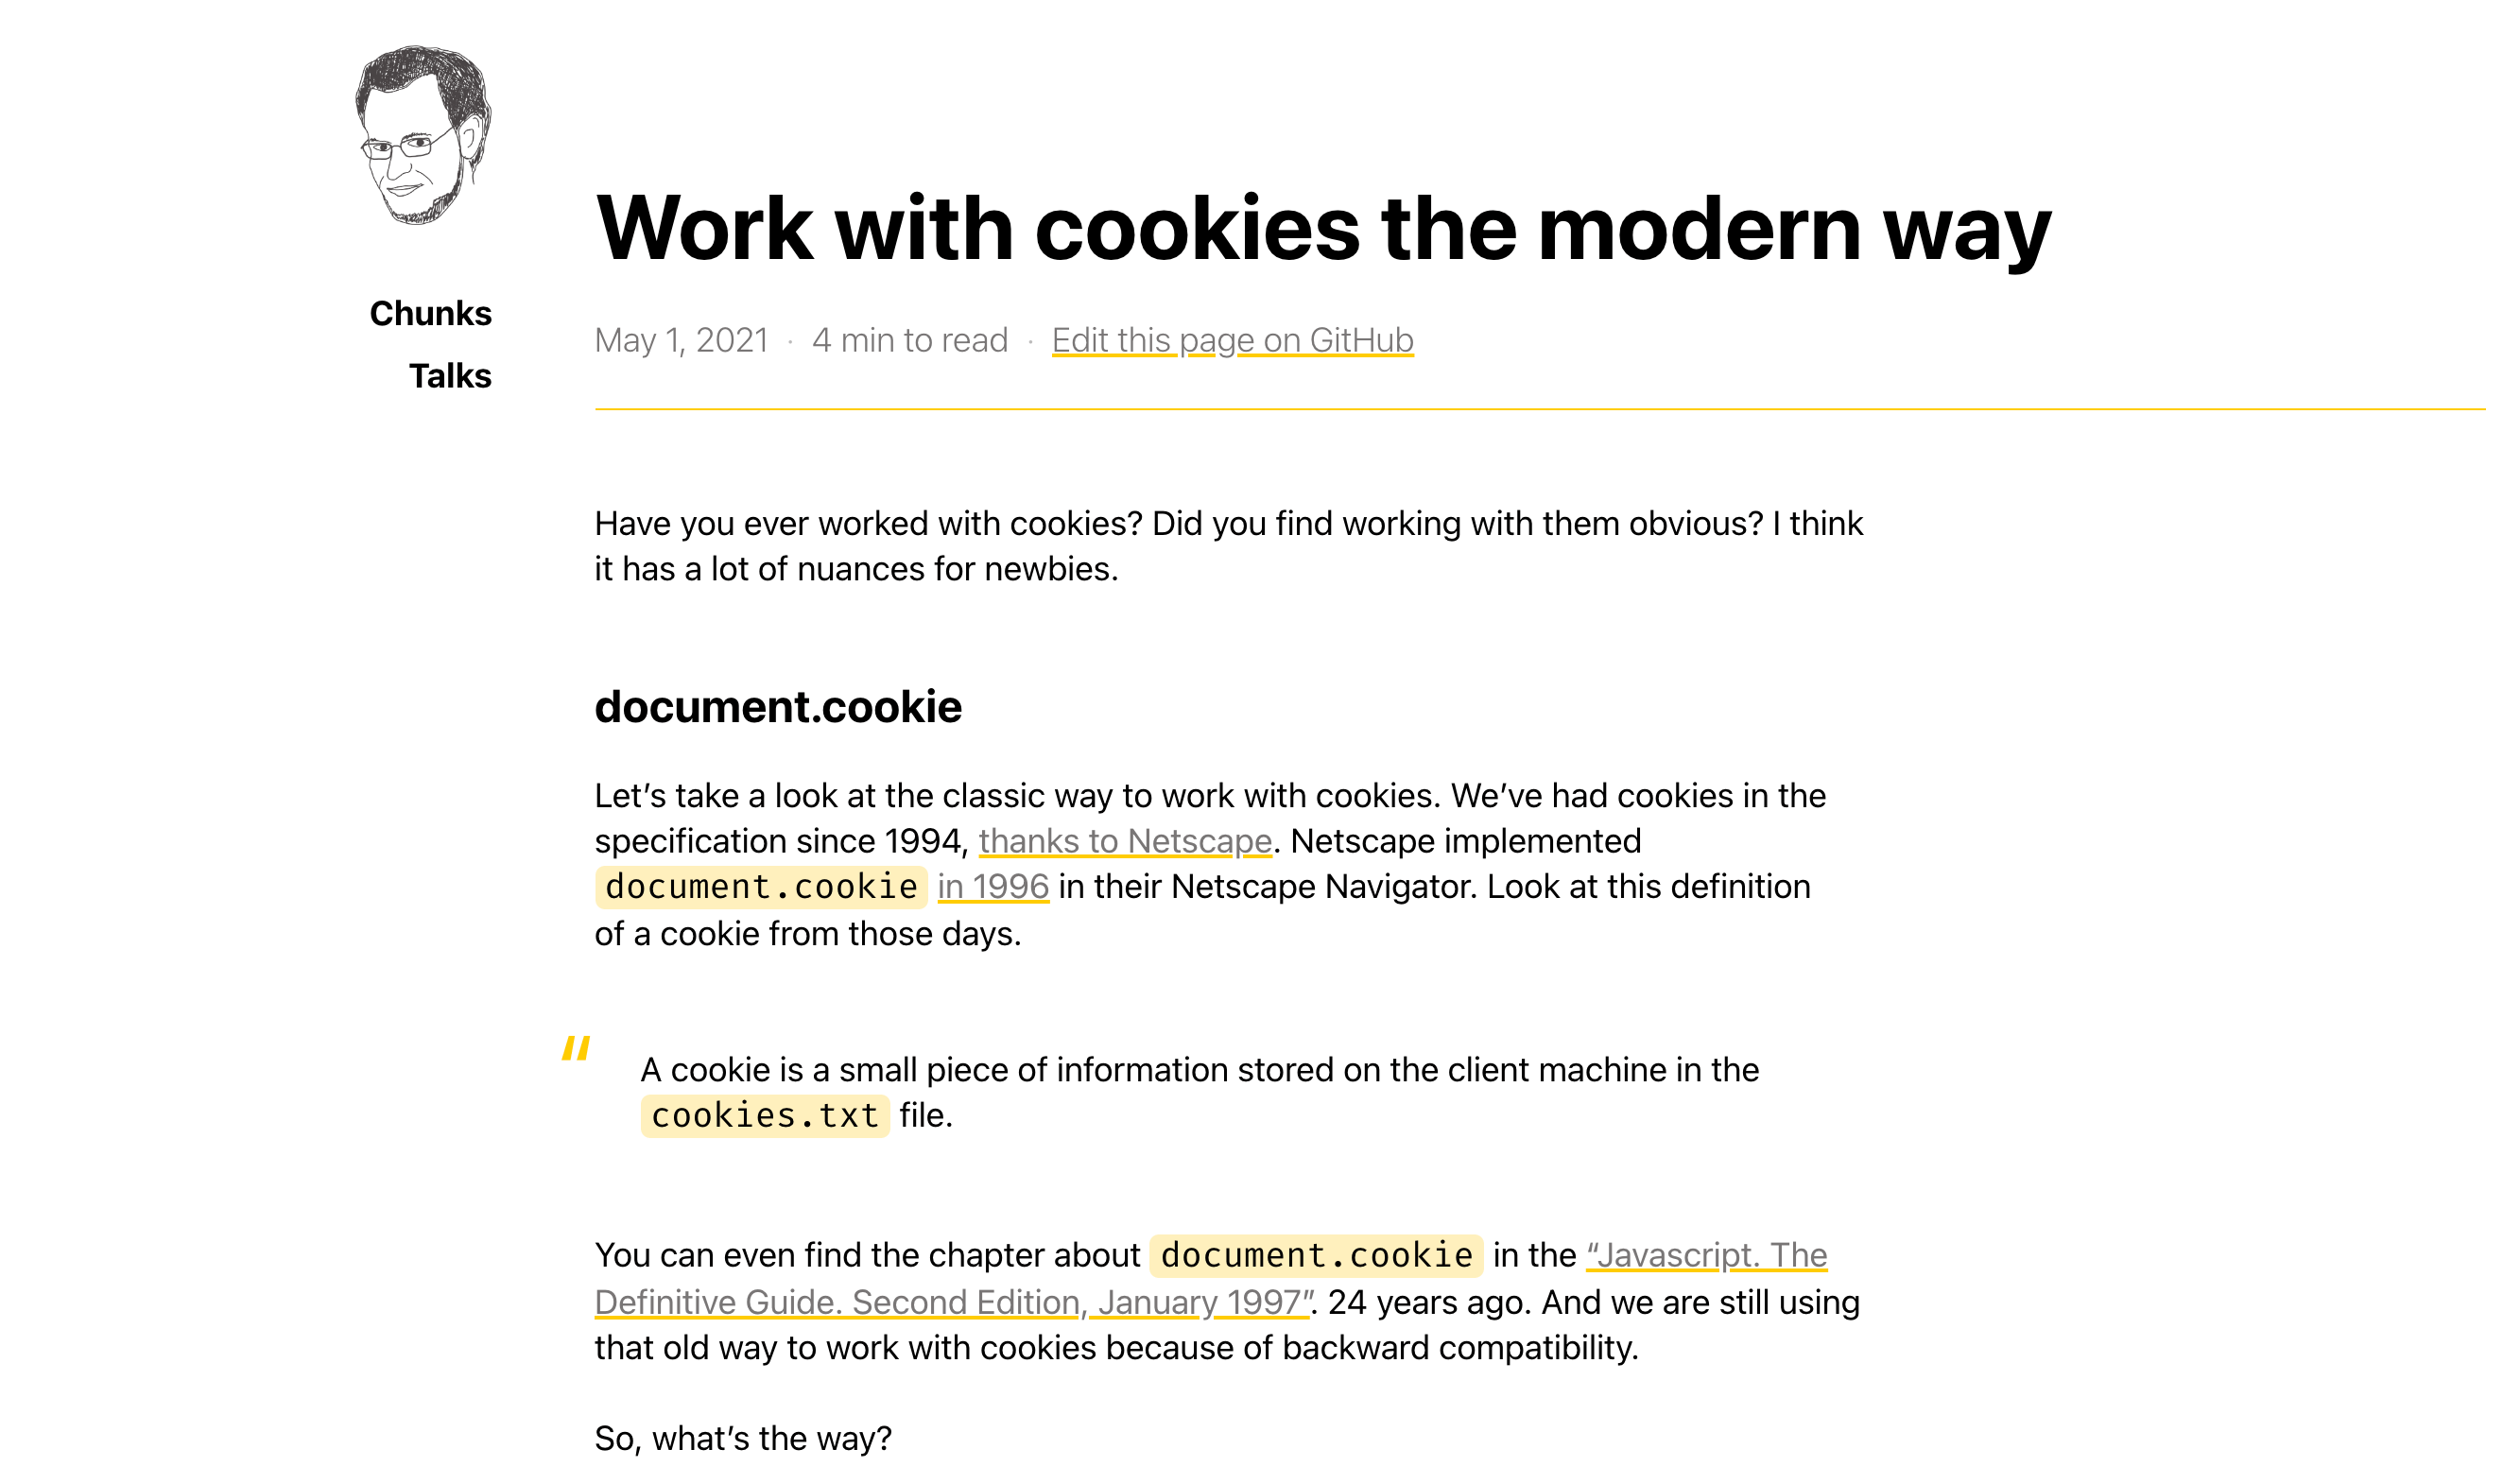 Chunks
Talks
Work with cookies the modern way
May 1, 2021 · 4 min to read · Edit this page on GitHub
Have you ever worked with cookies? Did you find working with them obvious? I think
it has a lot of nuances for newbies.
document.cookie
Let’s take a look at the classic way to work with cookies. We’ve had cookies in the
specification since 1994, thanks to Netscape. Netscape implemented
document.cookie in 1996 in their Netscape Navigator. Look at this definition
of a cookie from those days.
"
A cookie is a small piece of information stored on the client machine in the
cookies.txt file.
You can even find the chapter about document.cookie in the “Javascript. The
Definitive Guide. Second Edition, January 1997”. 24 years ago. And we are still using
that old way to work with cookies because of backward compatibility.
So, what’s the way?